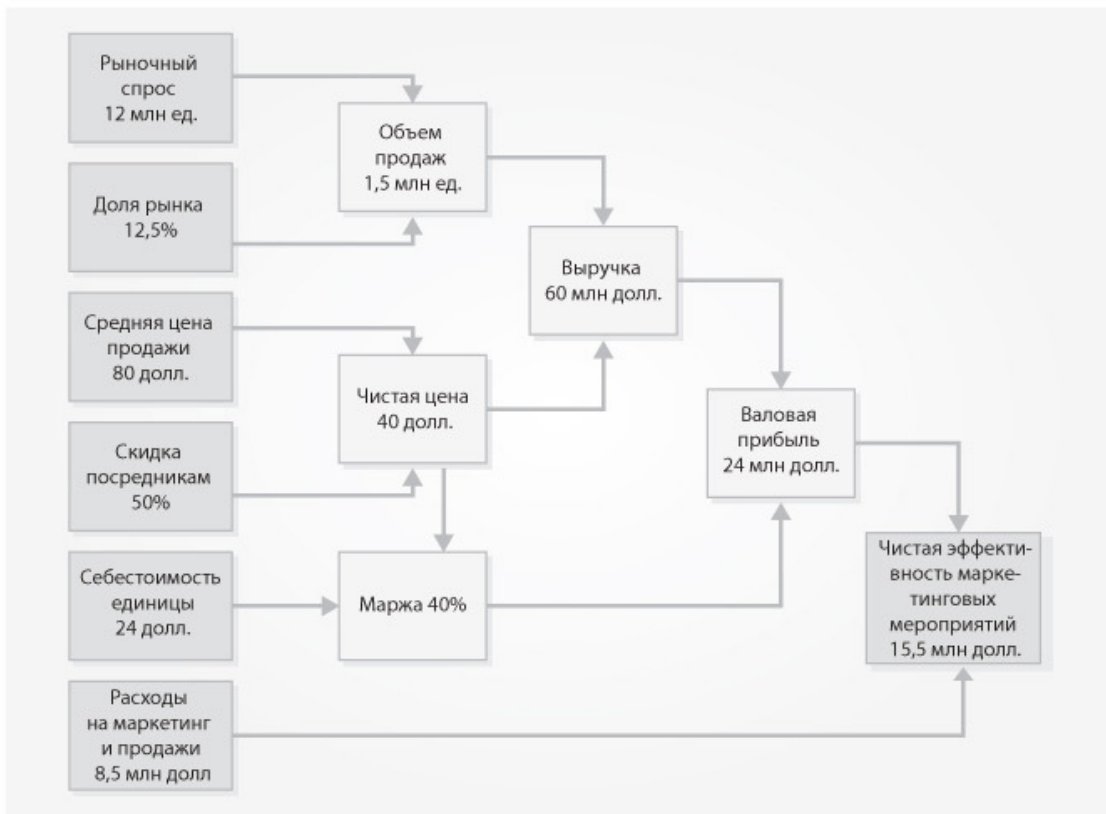 Рыночный
спрос
12 млн ед.
Доля рынка
12,5%
Средняя цена
продажи
80 долл.
Скидка
посредникам
50%
Себестоимость
единицы
24 долл.
Расходы
на маркетинг
и продажи
8,5 млн долл
Объем
продаж
1,5 млн ед.
Чистая цена
40 долл.
Маржа 40%
Выручка
60 млн долл.
Валовая
прибыль
24 млн долл.
Чистая эффекти-
вность марке-
тинговых
мероприятий
15,5 млн долл.